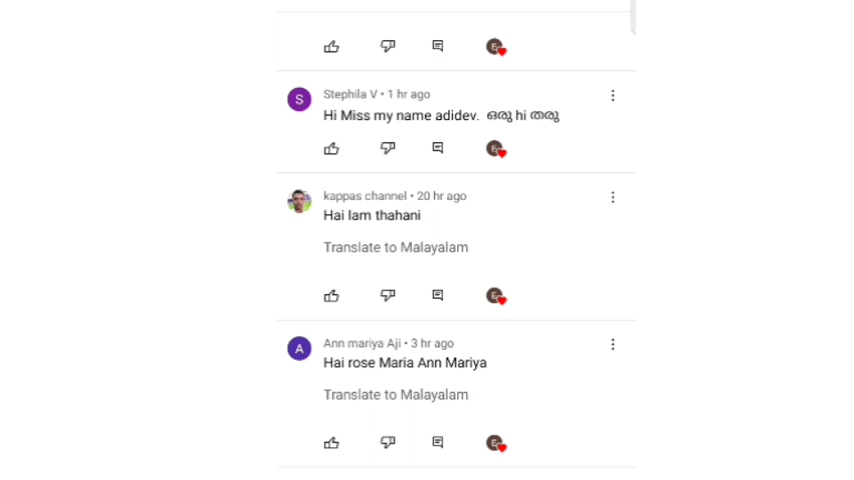 E
S
Stephila V • 1 hr ago
Hi Miss my name adidev. ഒരു hi തരു
E
kappas channel • 20 hr ago
Hai Iam thahani
Translate to Malayalam
E
A
Ann mariya Aji • 3 hr ago
Hai rose Maria Ann Mariya
Translate to Malayalam
E